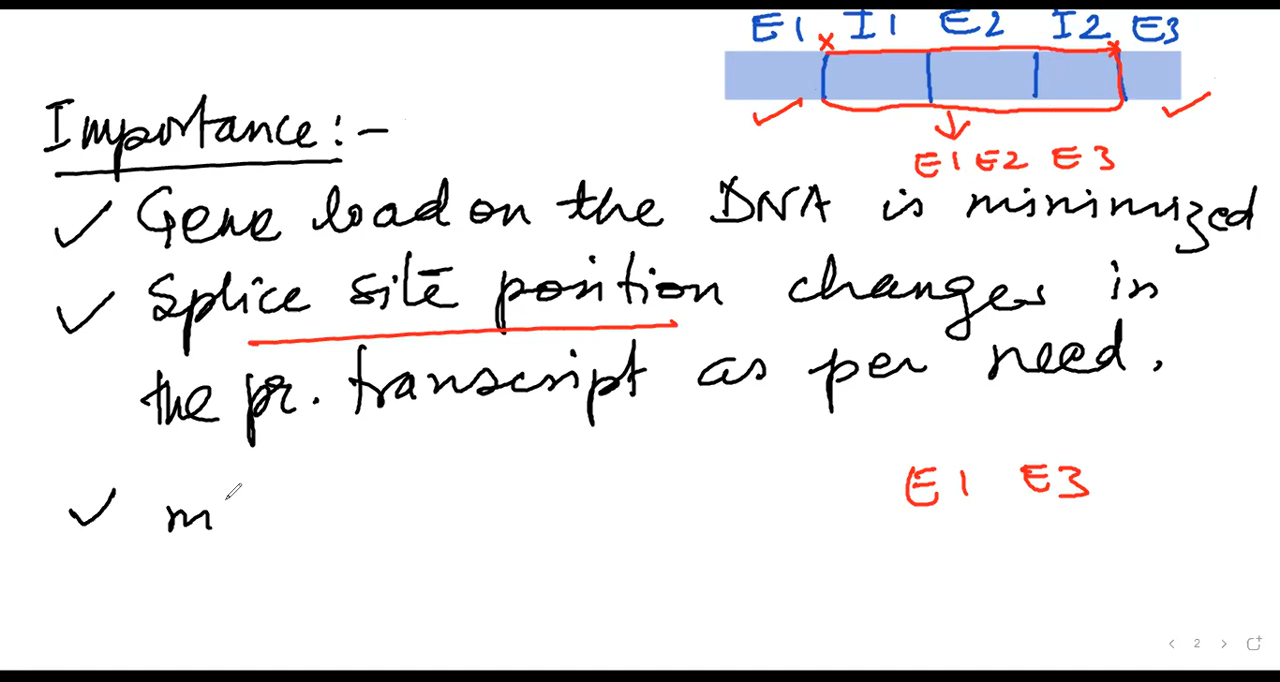 E1 I1 E2 I2 E3
E1 E2 E3
Importance:-
Gene load on the DNA is minimized
Splice site position changes in
the pr. transcript as per need.
E1 E3
m
2